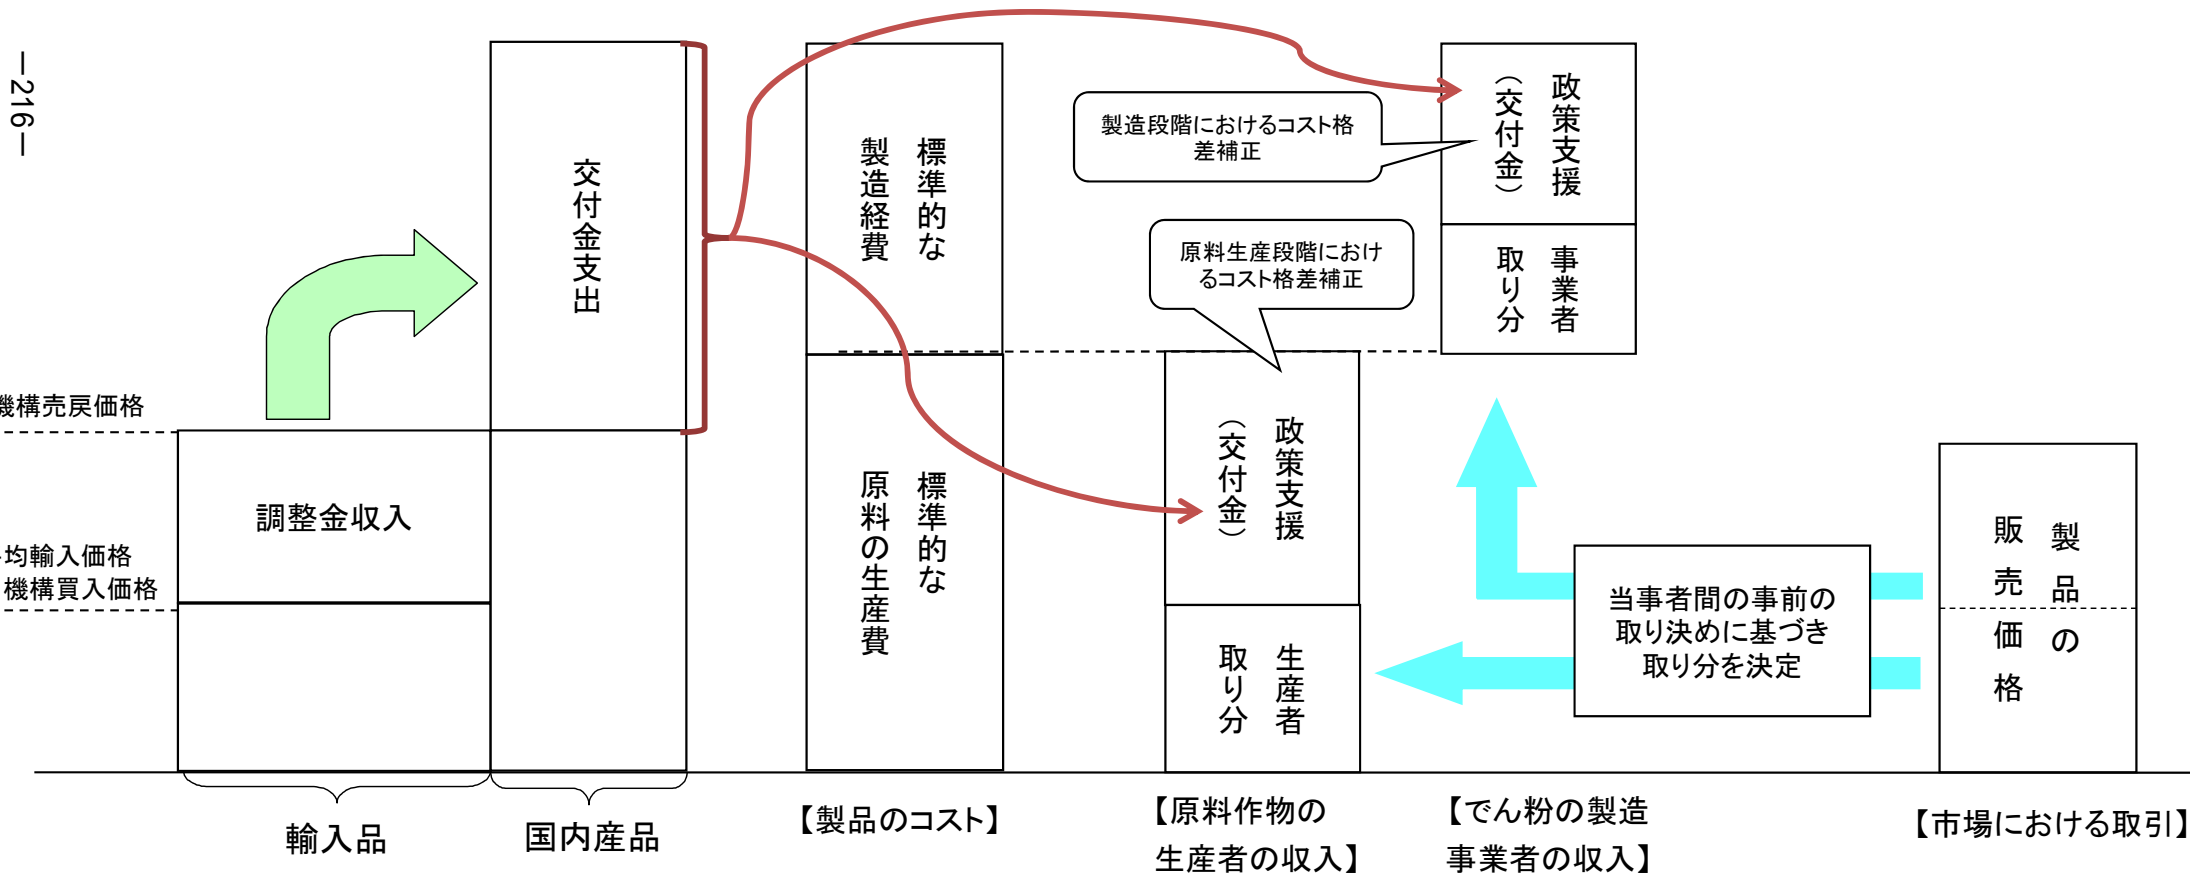 ―216―
機構売戻価格
均輸入価格
機構買入価格
調整金収入
交付金支出
標準的な
製造経費
標準的な
原料の生産費
製造段階におけるコスト格
差補正
原料生産段階におけ
るコスト格差補正
政策支援
（交付金）
事業者
取り分
政策支援
（交付金）
生産者
取り分
当事者間の事前の
取り決めに基づき
取り分を決定
製品の
販売価格
輸入品
国内産品
【製品のコスト】
【原料作物の
生産者の収入】
【でん粉の製造
事業者の収入】
【市場における取引】